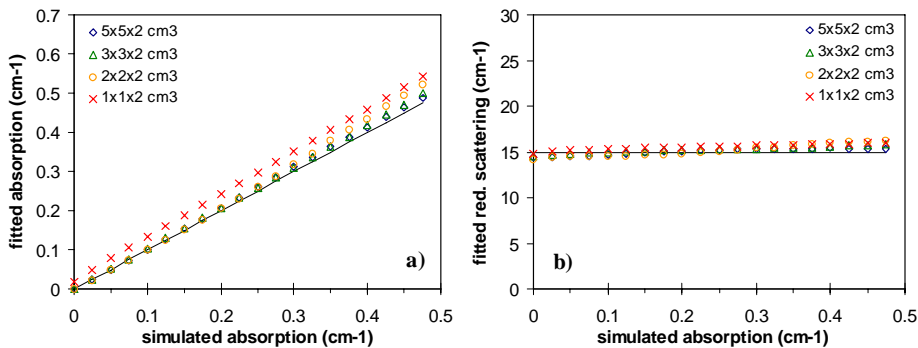 0.7
0.6
0.5
0.4
0.3
0.2
0.1
0
fitted absorption (cm-1)
5x5x2 cm3
3x3x2 cm3
2x2x2 cm3
1x1x2 cm3
a)
0 0.1 0.2 0.3 0.4 0.5
simulated absorption (cm-1)
30
25
20
15
10
5
0
fitted red. scattering (cm-1)
5x5x2 cm3
3x3x2 cm3
2x2x2 cm3
1x1x2 cm3
b)
0 0.1 0.2 0.3 0.4 0.5
simulated absorption (cm-1)